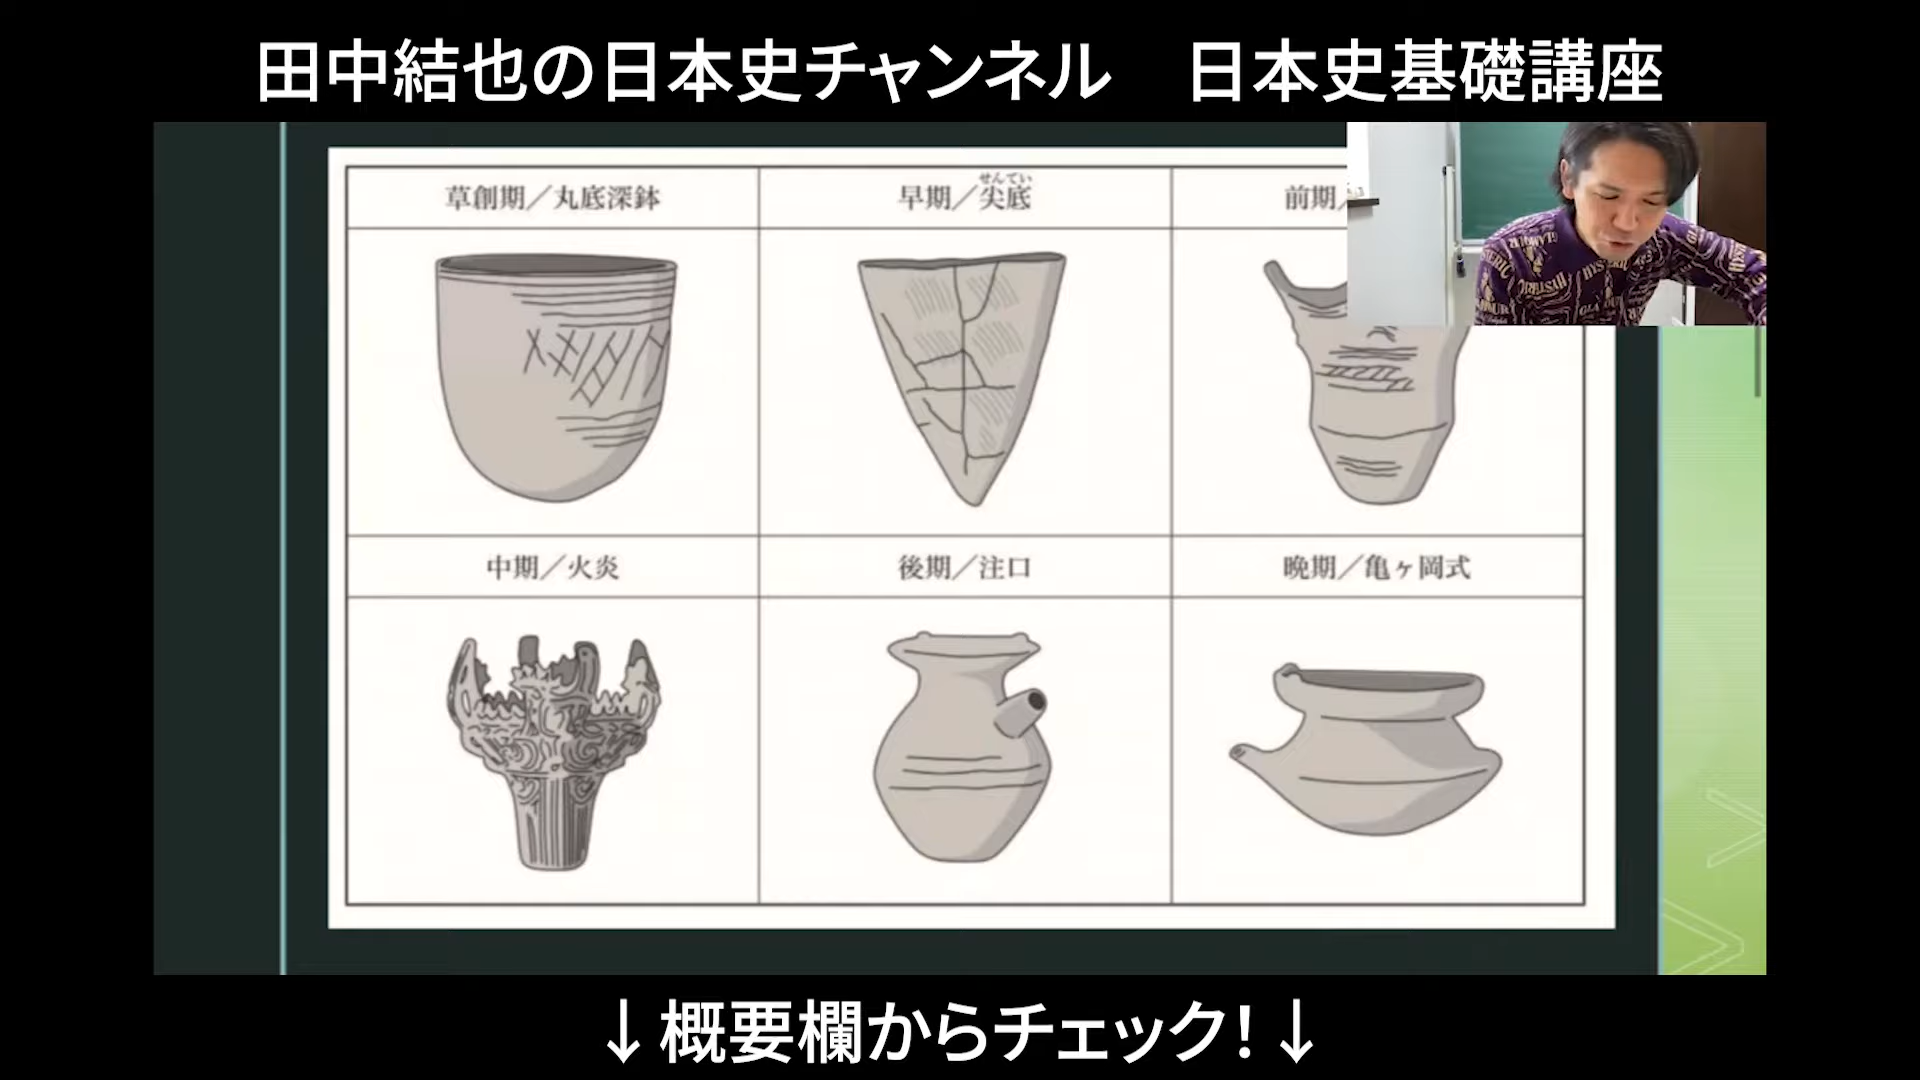 田中結也の日本史チャンネル　日本史基礎講座
草創期／丸底深鉢
せんてい
早期／尖底
前期／
中期／火炎
後期／注口
晩期／亀ヶ岡式
↓概要欄からチェック！↓